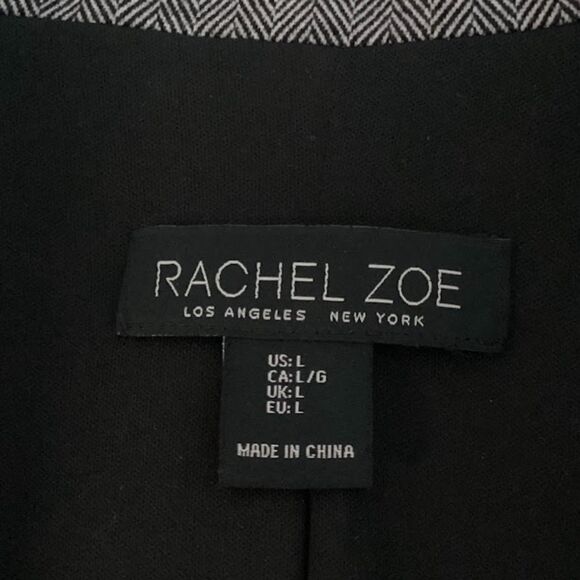 RACHEL ZOE
LOS ANGELES NEW YORK
US: L
CA: L/G
UK: L
EU: L
MADE IN CHINA